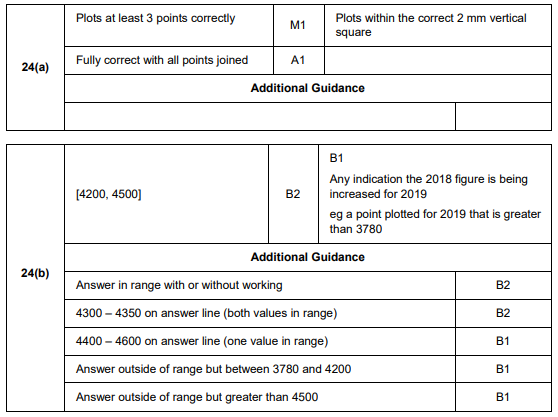 Plots at least 3 points correctly
M1
Plots within the correct 2 mm vertical
square
24(a)
Fully correct with all points joined
A1
Additional Guidance
[4200, 4500]
B2
B1
Any indication the 2018 figure is being
increased for 2019
eg a point plotted for 2019 that is greater
than 3780
24(b)
Additional Guidance
Answer in range with or without working
B2
4300 – 4350 on answer line (both values in range)
B2
4400 – 4600 on answer line (one value in range)
B1
Answer outside of range but between 3780 and 4200
B1
Answer outside of range but greater than 4500
B1